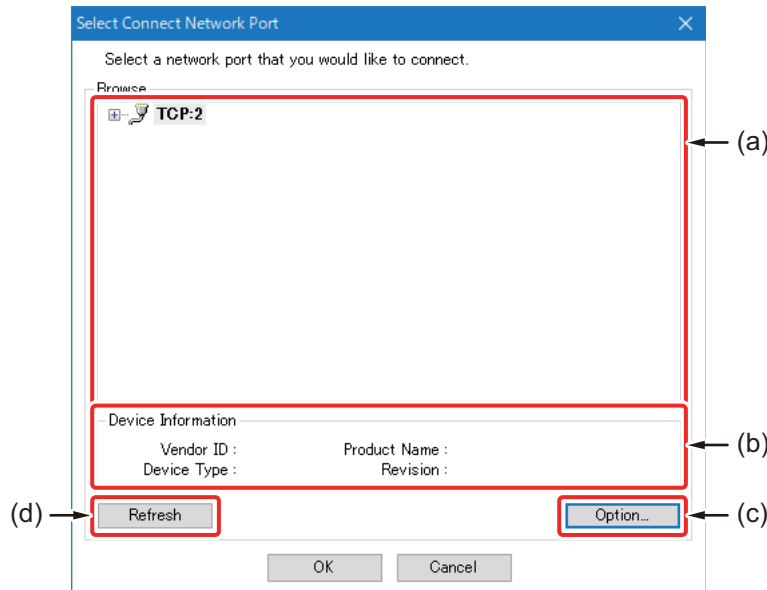 Select Connect Network Port
Select a network port that you would like to connect.
Browse
TCP:2
(a)
Device Information
Vendor ID : Product Name :
Device Type : Revision :
(b)
(d) Refresh Option... (c)
OK Cancel